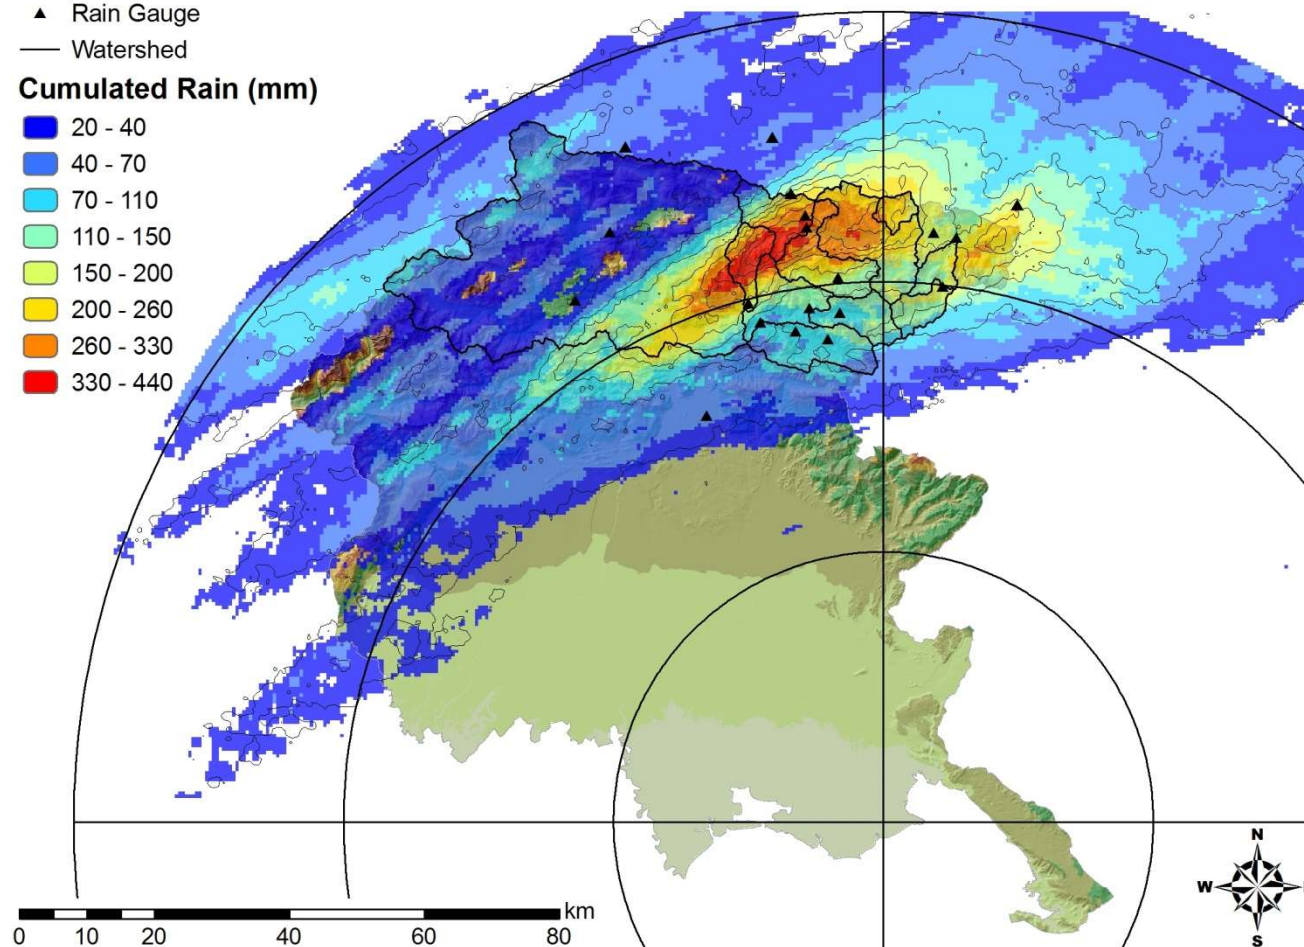 Rain Gauge
Watershed
Cumulated Rain (mm)
20 - 40
40 - 70
70 - 110
110 - 150
150 - 200
200 - 260
260 - 330
330 - 440
N
W
S
km
0 10 20 40 60 80